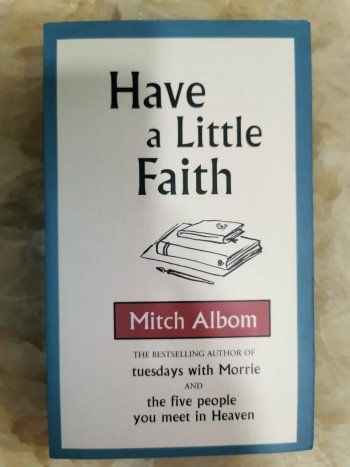 Have
a Little
Faith
Mitch Albom
THE BESTSELLING AUTHOR OF
tuesdays with Morrie
AND
the five people
you meet in Heaven